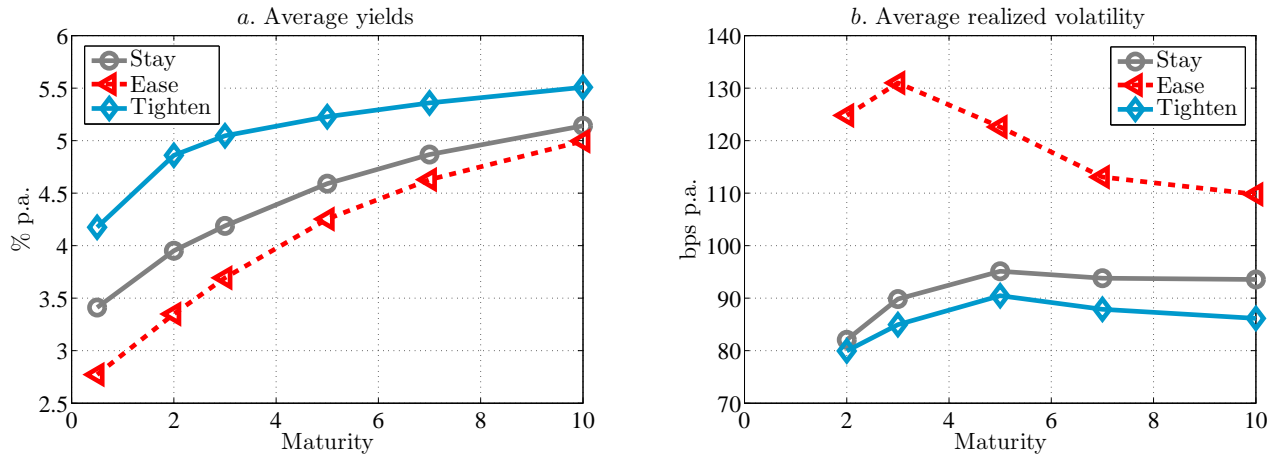 a. Average yields
6
5.5
5
4.5
4
3.5
3
2.5
% p.a.
Stay
Ease
Tighten
0 2 4 6 8 10
Maturity
b. Average realized volatility
140
130
120
110
100
90
80
70
bps p.a.
Stay
Ease
Tighten
0 2 4 6 8 10
Maturity